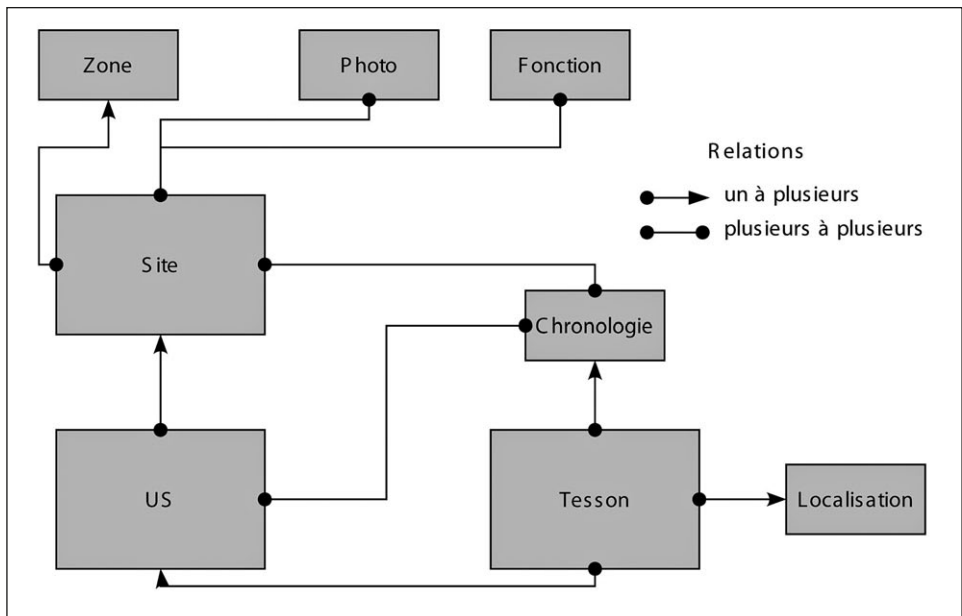 Zone
Photo
Fonction
Relations
un à plusieurs
plusieurs à plusieurs
Site
Chronologie
US
Tesson
Localisation